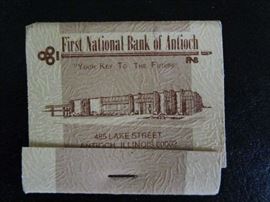 First National Bank of Antioch
FNB
"Your Key To The Future"
485 LAKE STREET
ANTIOCH, ILLINOIS 60002